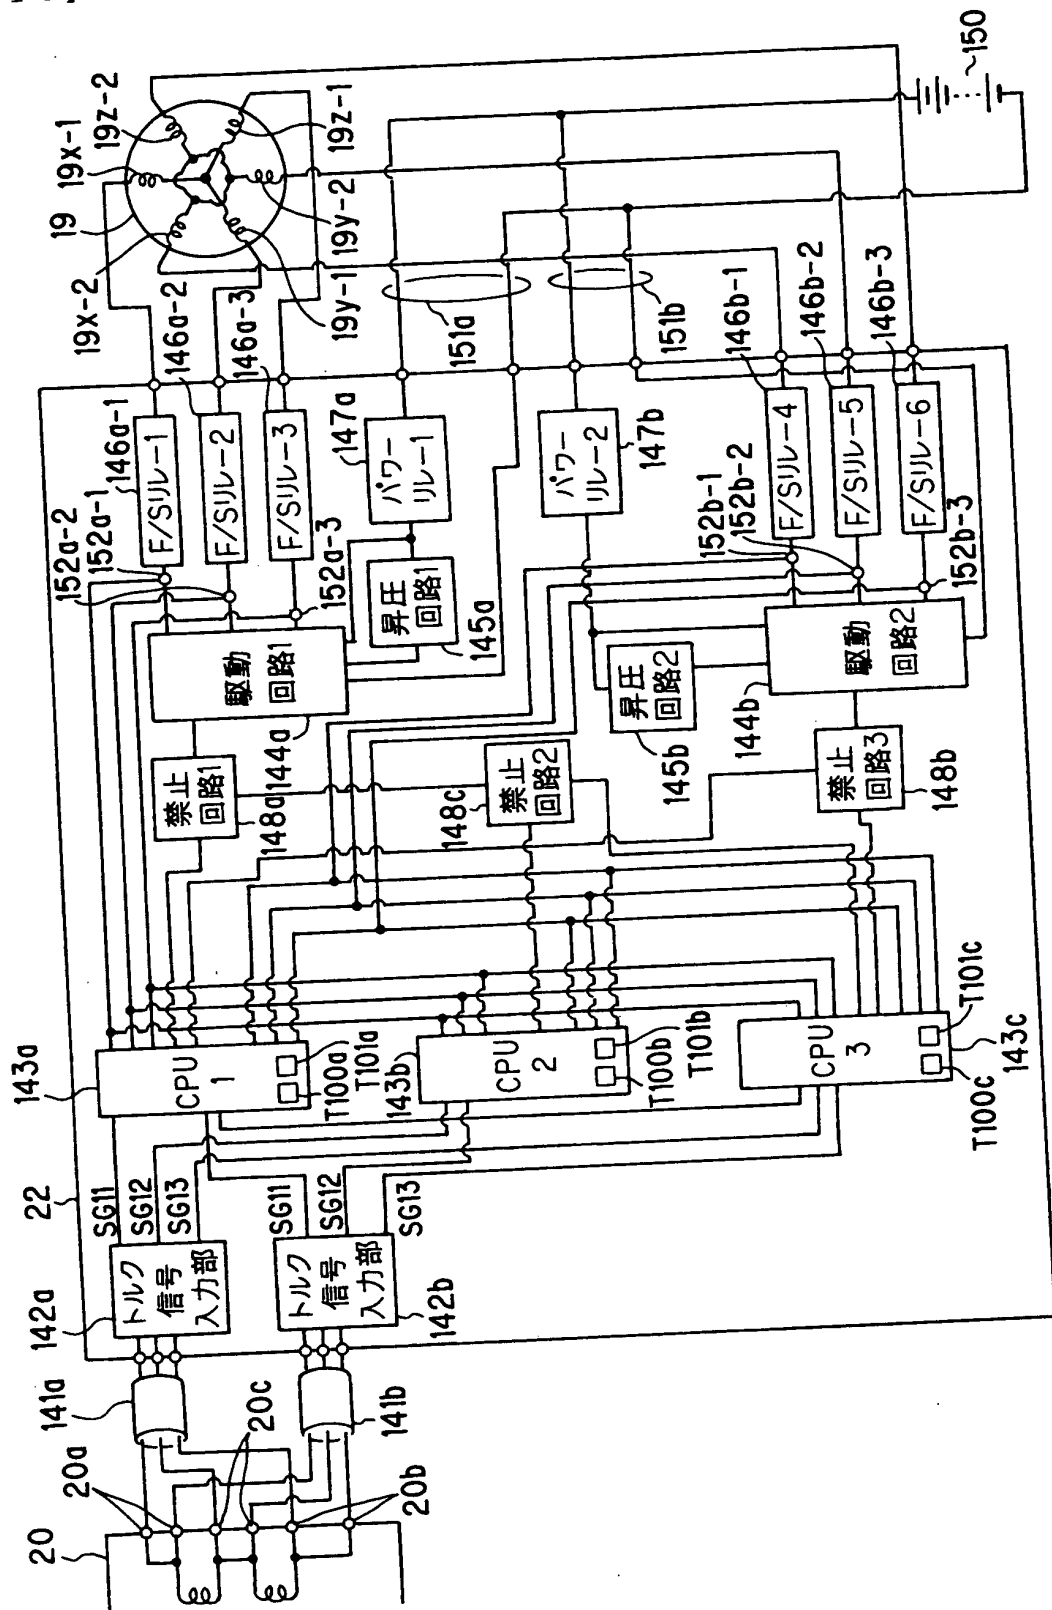 20
20a
20c
20b
141a
141b
142a
トルク
信号
入力部
トルク
信号
入力部
142b
22
SG11
SG12
SG13
SG11
SG12
SG13
143a
CPU
1
T100a
T101a
143b
CPU
2
T100b
T101b
CPU
3
T101c
143c
T100c
禁止
回路1
148a
148c
禁止
回路2
禁止
回路3
148b
駆動
回路1
144a
昇圧
回路1
145a
昇圧
回路2
145b
駆動
回路2
144b
152a-2
152a-1
152a-3
152b-1
152b-2
152b-3
F/Sリレー1
146a-1
F/Sリレー2
146a-2
F/Sリレー3
146a-3
パワー
リレー1
147a
パワー
リレー2
147b
F/Sリレー4
146b-1
F/Sリレー5
146b-2
F/Sリレー6
146b-3
151a
151b
19
19x-1
19z-2
19z-1
19y-2
19y-1
19x-2
150